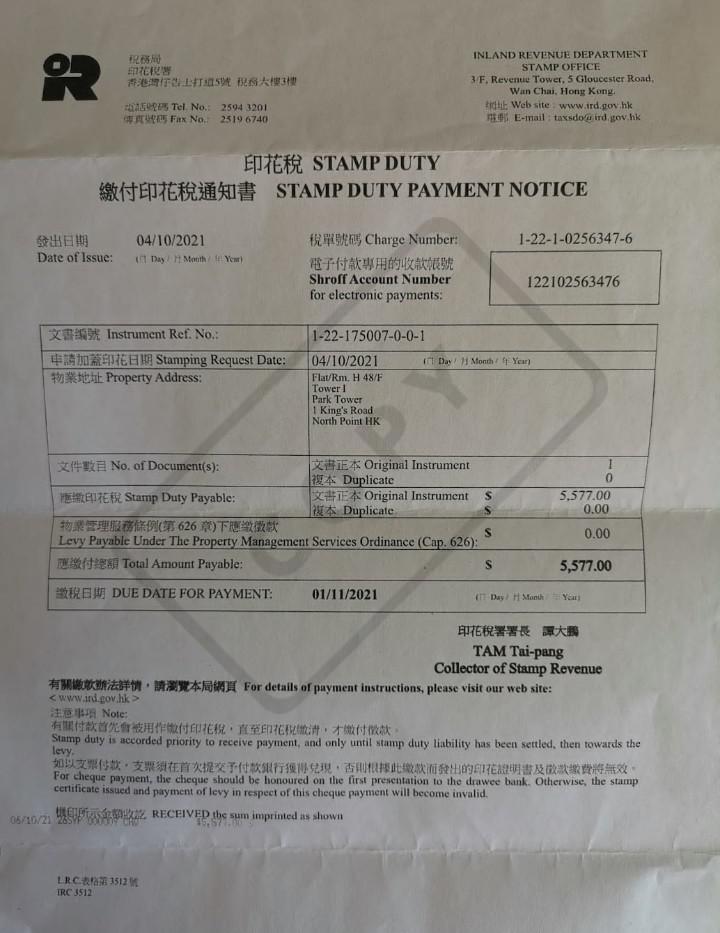 稅務局
印花稅署
香港灣仔告士打道5號 稅務大樓3樓
電話號碼 Tel. No.: 2594 3201
傳真號碼 Fax No.: 2519 6740
INLAND REVENUE DEPARTMENT
STAMP OFFICE
3/F, Revenue Tower, 5 Gloucester Road,
Wan Chai, Hong Kong.
網址 Web site : www.ird.gov.hk
電郵 E-mail : taxsdo@ird.gov.hk
印花稅 STAMP DUTY
繳付印花稅通知書 STAMP DUTY PAYMENT NOTICE
發出日期 04/10/2021 稅單號碼 Charge Number: 1-22-1-0256347-6
Date of Issue: (日 Day / 月 Month / 年 Year)
電子付款專用的收款帳號
Shroff Account Number 122102563476
for electronic payments:
文書編號 Instrument Ref. No.: 1-22-175007-0-0-1
申請加蓋印花日期 Stamping Request Date: 04/10/2021 (日 Day / 月 Month / 年 Year)
物業地址 Property Address: Flat/Rm. H 48/F
Tower I
Park Tower
1 King's Road
North Point HK
文件數目 No. of Document(s): 文書正本 Original Instrument 1
複本 Duplicate 0
應繳印花稅 Stamp Duty Payable: 文書正本 Original Instrument $ 5,577.00
複本 Duplicate $ 0.00
物業管理服務條例(第 626 章)下應繳徵款
Levy Payable Under The Property Management Services Ordinance (Cap. 626): $ 0.00
應繳付總額 Total Amount Payable: $ 5,577.00
繳稅日期 DUE DATE FOR PAYMENT: 01/11/2021 (日 Day / 月 Month / 年 Year)
印花稅署署長 譚大鵬
TAM Tai-pang
Collector of Stamp Revenue
有關繳款辦法詳情，請瀏覽本局網頁 For details of payment instructions, please visit our web site:
< www.ird.gov.hk >
注意事項 Note:
有關付款首先會被用作繳付印花稅，直至印花稅繳清，才繳付徵款。
Stamp duty is accorded priority to receive payment, and only until stamp duty liability has been settled, then towards the
levy.
如以支票付款，支票須在首次提交予付款銀行獲得兌現，否則根據此繳款而發出的印花證明書及徵款繳費將無效。
For cheque payment, the cheque should be honoured on the first presentation to the drawee bank. Otherwise, the stamp
certificate issued and payment of levy in respect of this cheque payment will become invalid.
機印所示金額收訖 RECEIVED the sum imprinted as shown
06/10/21
I.R.C.表格第 3512 號
IRC 3512
COPY